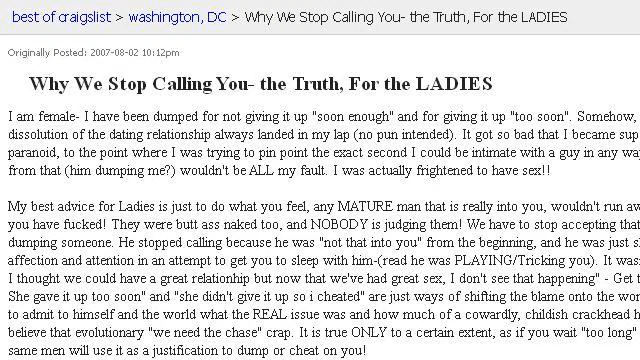 best of craigslist > washington, DC > Why We Stop Calling You- the Truth, For the LADIES
Originally Posted: 2007-08-02 10:12pm
Why We Stop Calling You- the Truth, For the LADIES
I am female- I have been dumped for not giving it up "soon enough" and for giving it up "too soon". Somehow,
dissolution of the dating relationship always landed in my lap (no pun intended). It got so bad that I became sup
paranoid, to the point where I was trying to pin point the exact second I could be intimate with a guy in any way
from that (him dumping me?) wouldn't be ALL my fault. I was actually frightened to have sex!!
My best advice for Ladies is just to do what you feel, any MATURE man that is really into you, wouldn't run aw
you have fucked! They were butt ass naked too, and NOBODY is judging them! We have to stop accepting that
dumping someone. He stopped calling because he was "not that into you" from the beginning, and he was just s
affection and attention in an attempt to get you to sleep with him-(read he was PLAYING/Tricking you). It was
I thought we could have a great relationhip but now that we've had great sex, I don't see that happening" - Get t
She gave it up too soon" and "she didn't give it up so i cheated" are just ways of shifting the blame onto the wor
to admit to himself and the world what the REAL issue was and how much of a cowardly, childish crackhead h
believe that evolutionary "we need the chase" crap. It is true ONLY to a certain extent, as if you wait "too long"
same men will use it as a justification to dump or cheat on you!